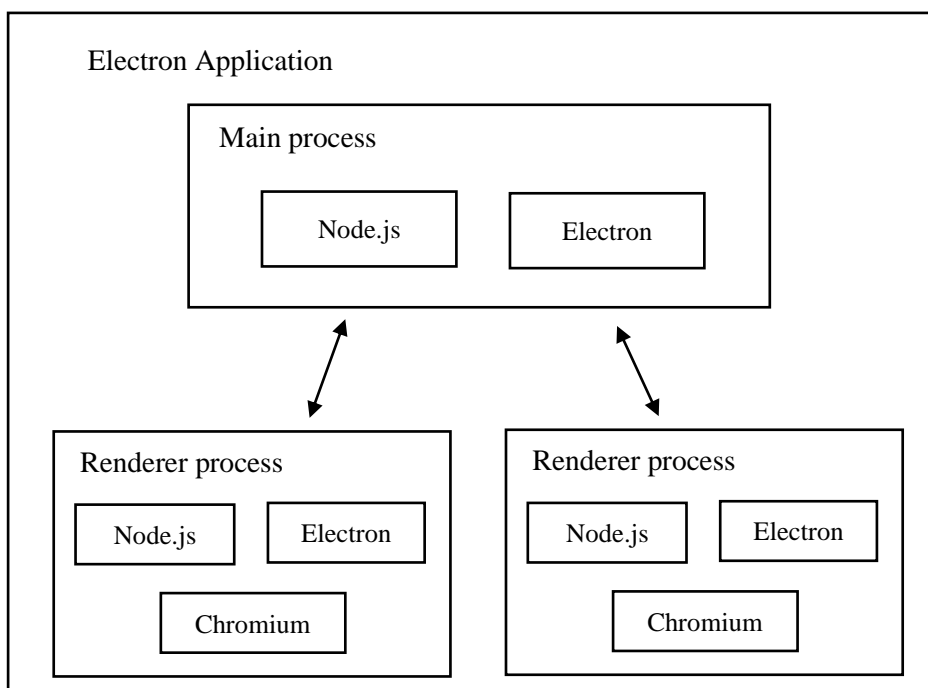 Electron Application
Main process
Node.js
Electron
Renderer process
Node.js
Electron
Chromium
Renderer process
Node.js
Electron
Chromium